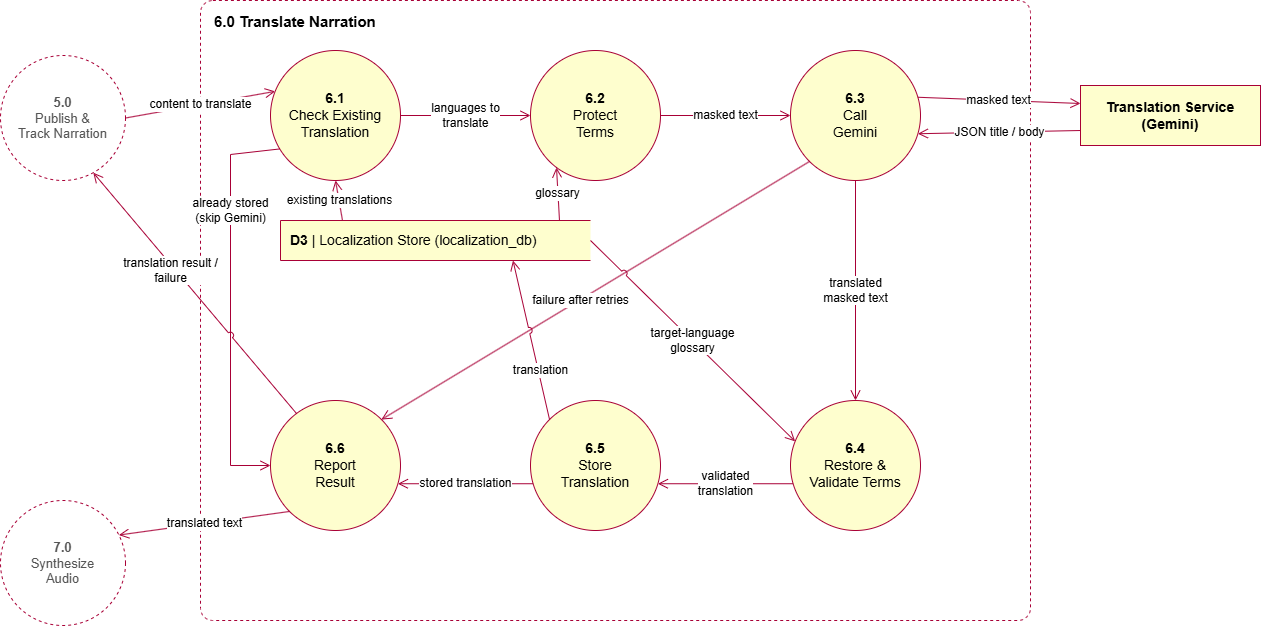 6.0 Translate Narration
5.0
Publish &
Track Narration
content to translate
6.1
Check Existing
Translation
languages to
translate
6.2
Protect
Terms
masked text
6.3
Call
Gemini
masked text
JSON title / body
Translation Service
(Gemini)
already stored
(skip Gemini)
existing translations
glossary
D3 | Localization Store (localization_db)
translation result /
failure
failure after retries
translated
masked text
target-language
glossary
translation
6.6
Report
Result
stored translation
6.5
Store
Translation
validated
translation
6.4
Restore &
Validate Terms
translated text
7.0
Synthesize
Audio